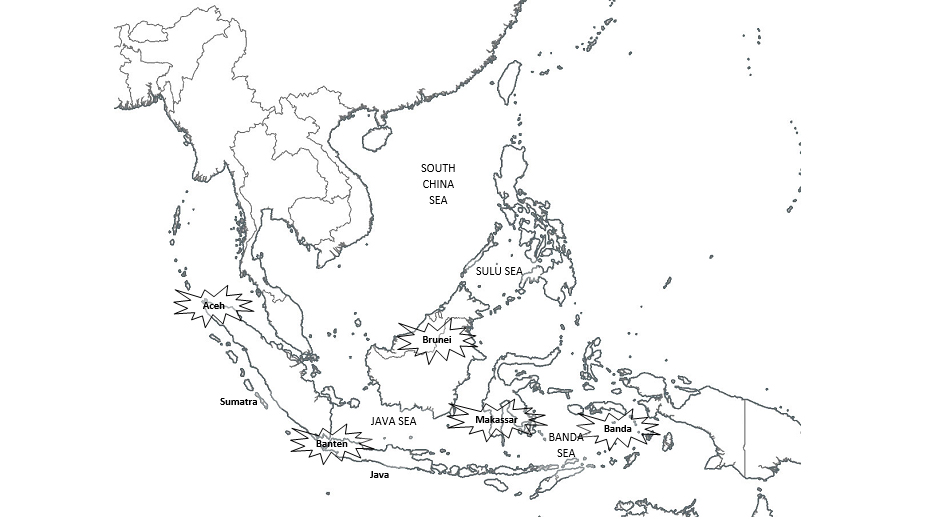 SOUTH
CHINA
SEA
SULU SEA
Aceh
Brunei
Sumatra
JAVA SEA
Makassar
Banda
BANDA
SEA
Banten
Java